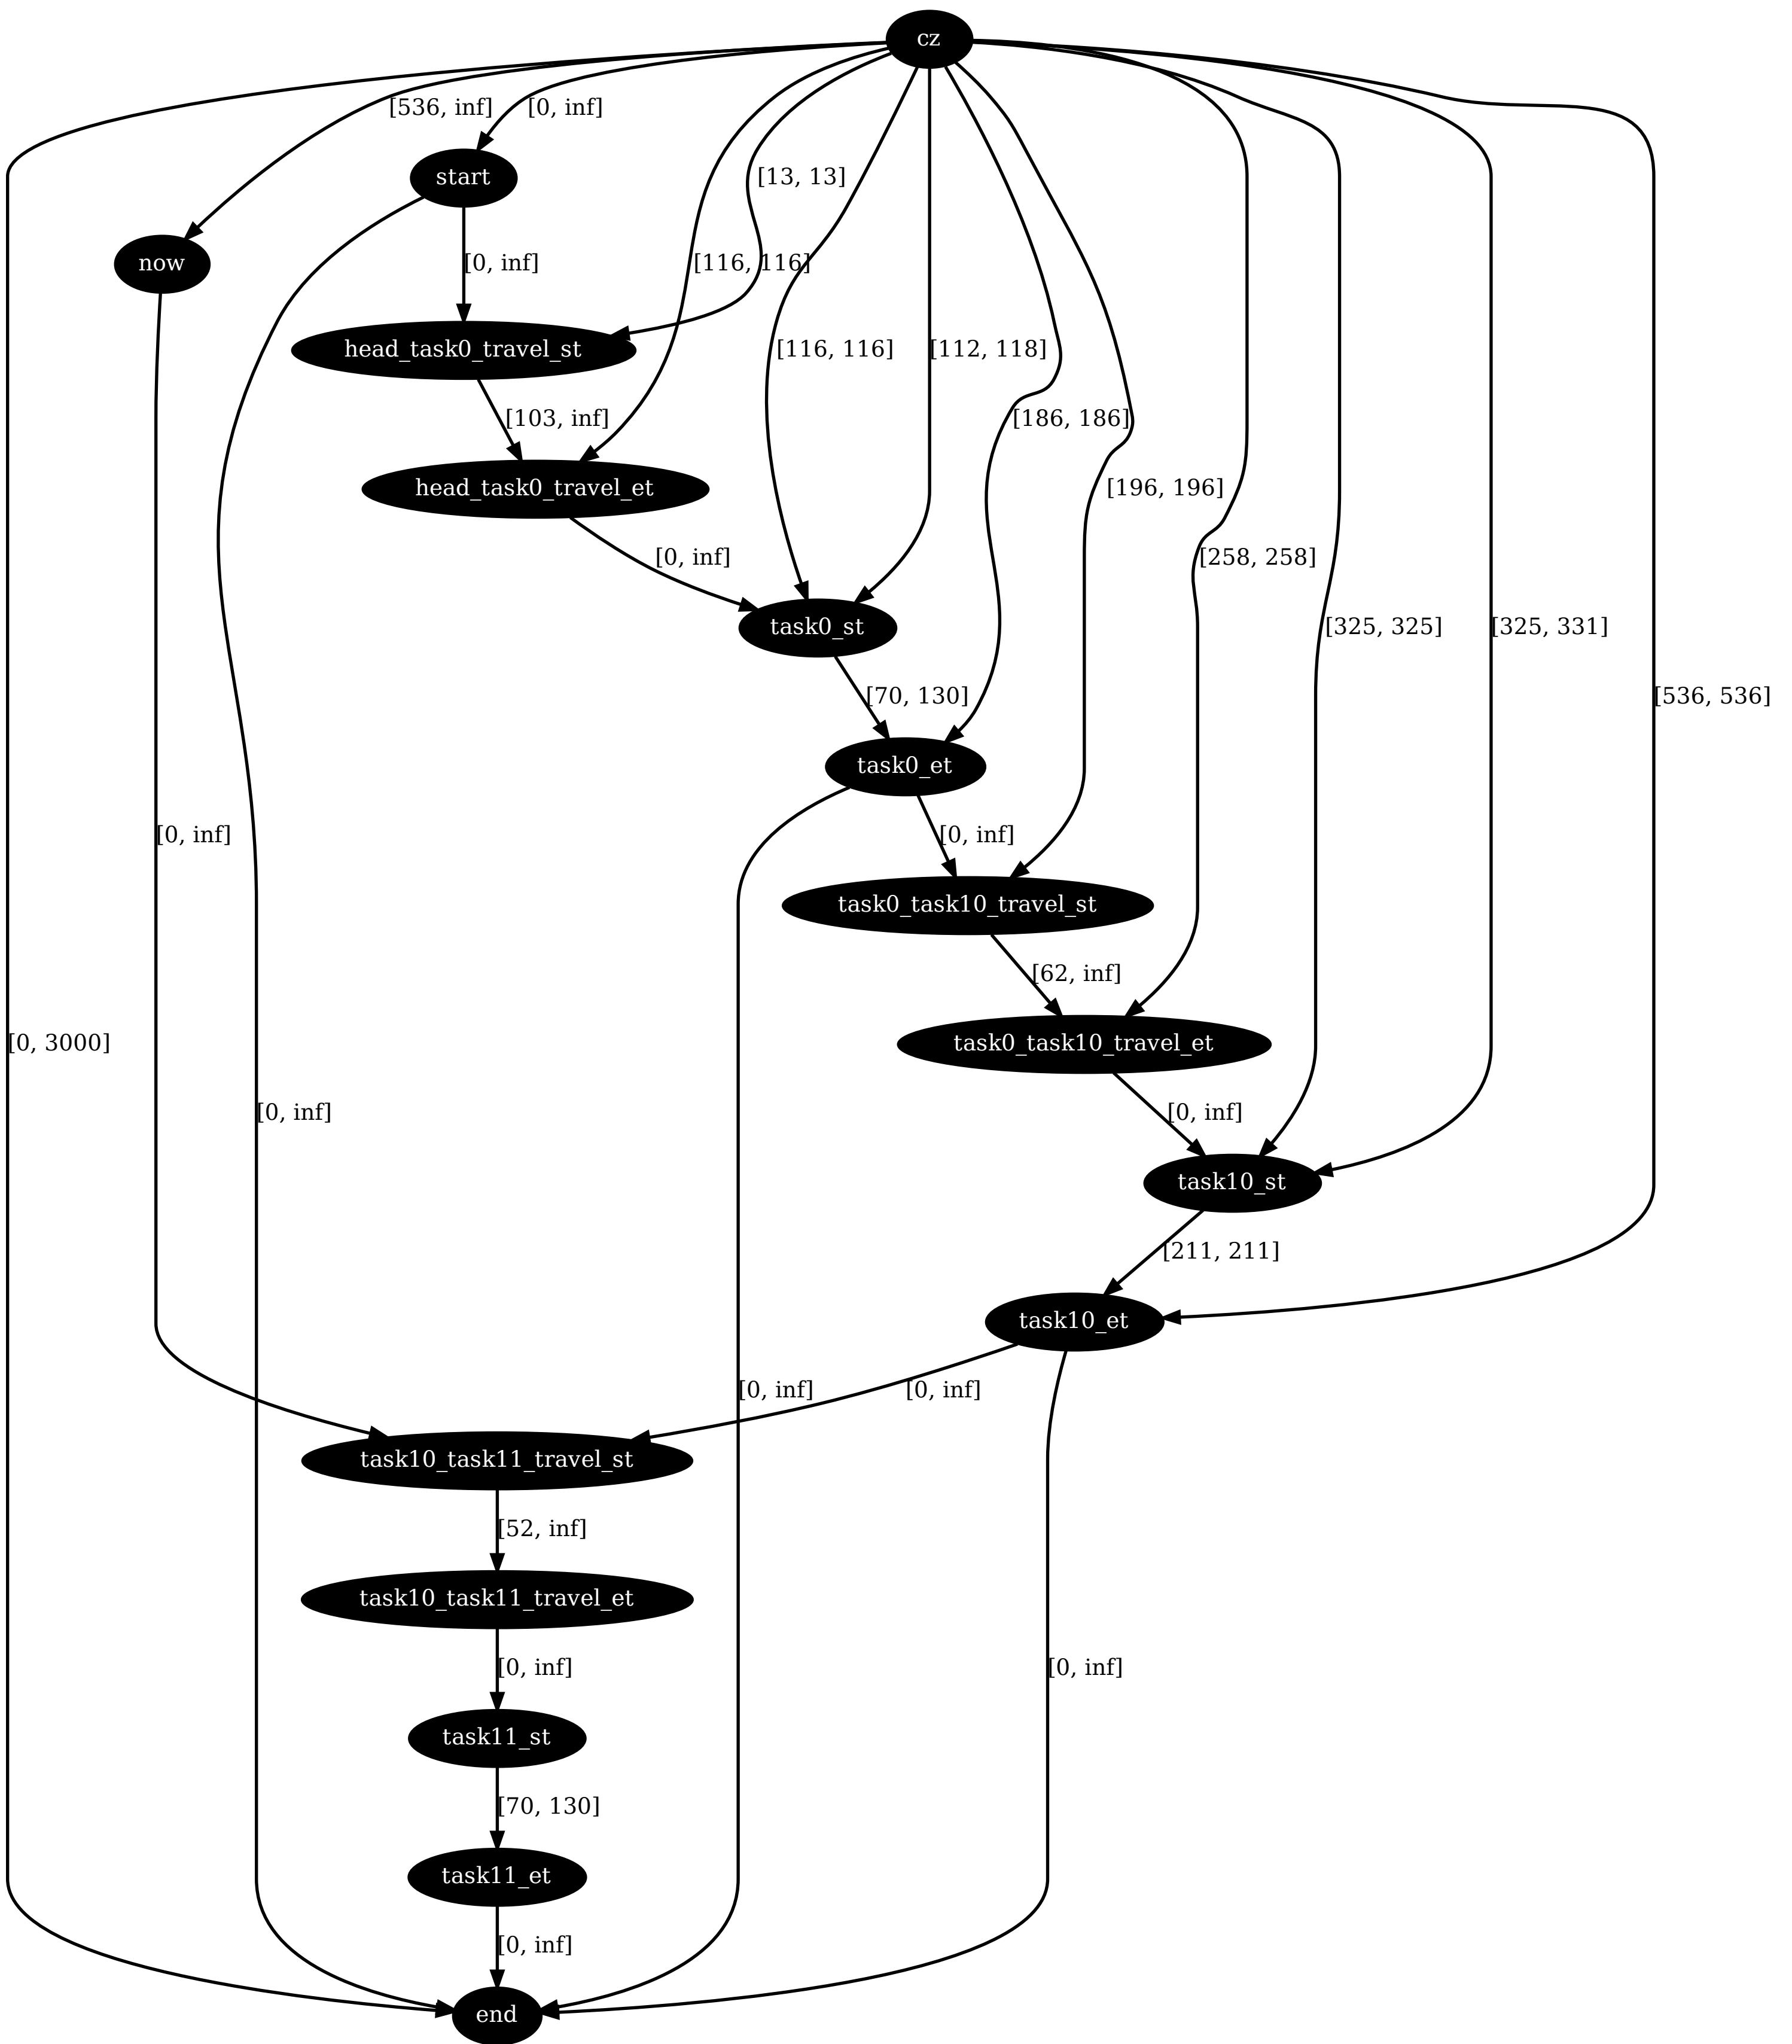 cz
[536, inf]
[0, inf]
start
[13, 13]
now
[0, inf]
[116, 116]
head_task0_travel_st
[116, 116]
[112, 118]
[103, inf]
[186, 186]
head_task0_travel_et
[196, 196]
[0, inf]
[258, 258]
task0_st
[325, 325]
[325, 331]
[70, 130]
[536, 536]
task0_et
[0, inf]
[0, inf]
task0_task10_travel_st
[62, inf]
task0_task10_travel_et
[0, 3000]
[0, inf]
[0, inf]
task10_st
[211, 211]
task10_et
[0, inf]
[0, inf]
task10_task11_travel_st
[52, inf]
task10_task11_travel_et
[0, inf]
[0, inf]
task11_st
[70, 130]
task11_et
[0, inf]
end